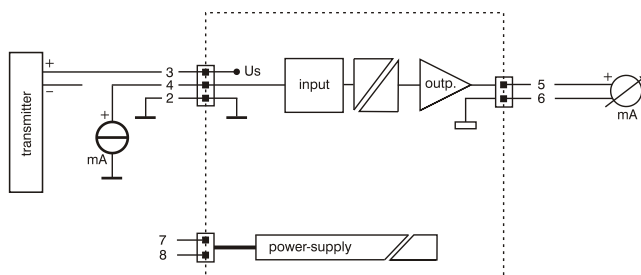 transmitter
+
−
+
mA
3
4
2
Us
input
outp.
5
6
+
mA
7
8
power-supply